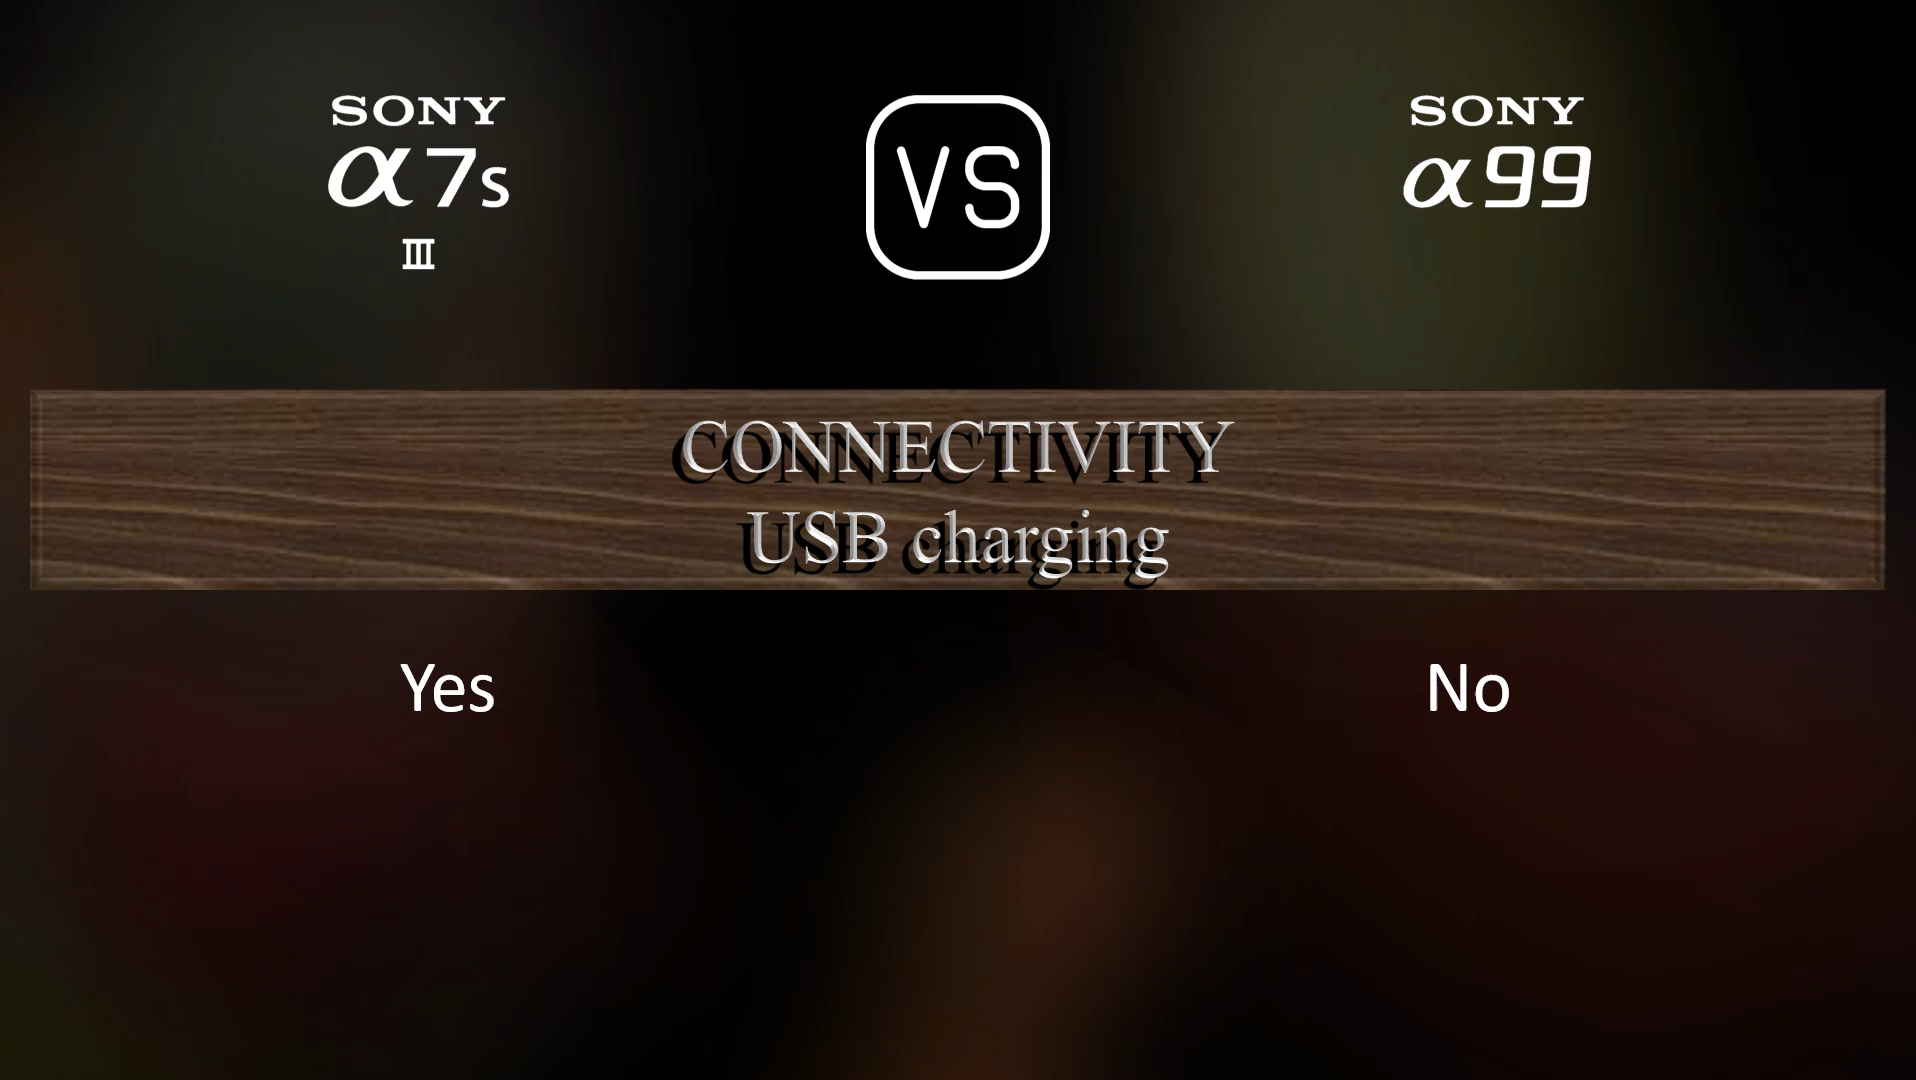 SONY
α7s
III
VS
SONY
α99
CONNECTIVITY
USB charging
Yes
No